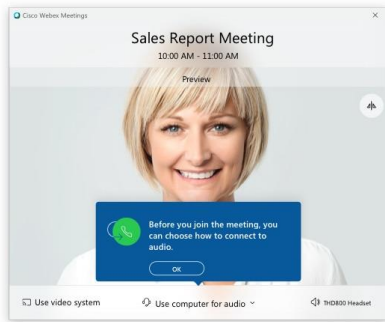 Cisco Webex Meetings
Sales Report Meeting
10:00 AM - 11:00 AM
Preview
Before you join the meeting, you
can choose how to connect to
audio.
OK
Use video system
Use computer for audio
THD800 Headset